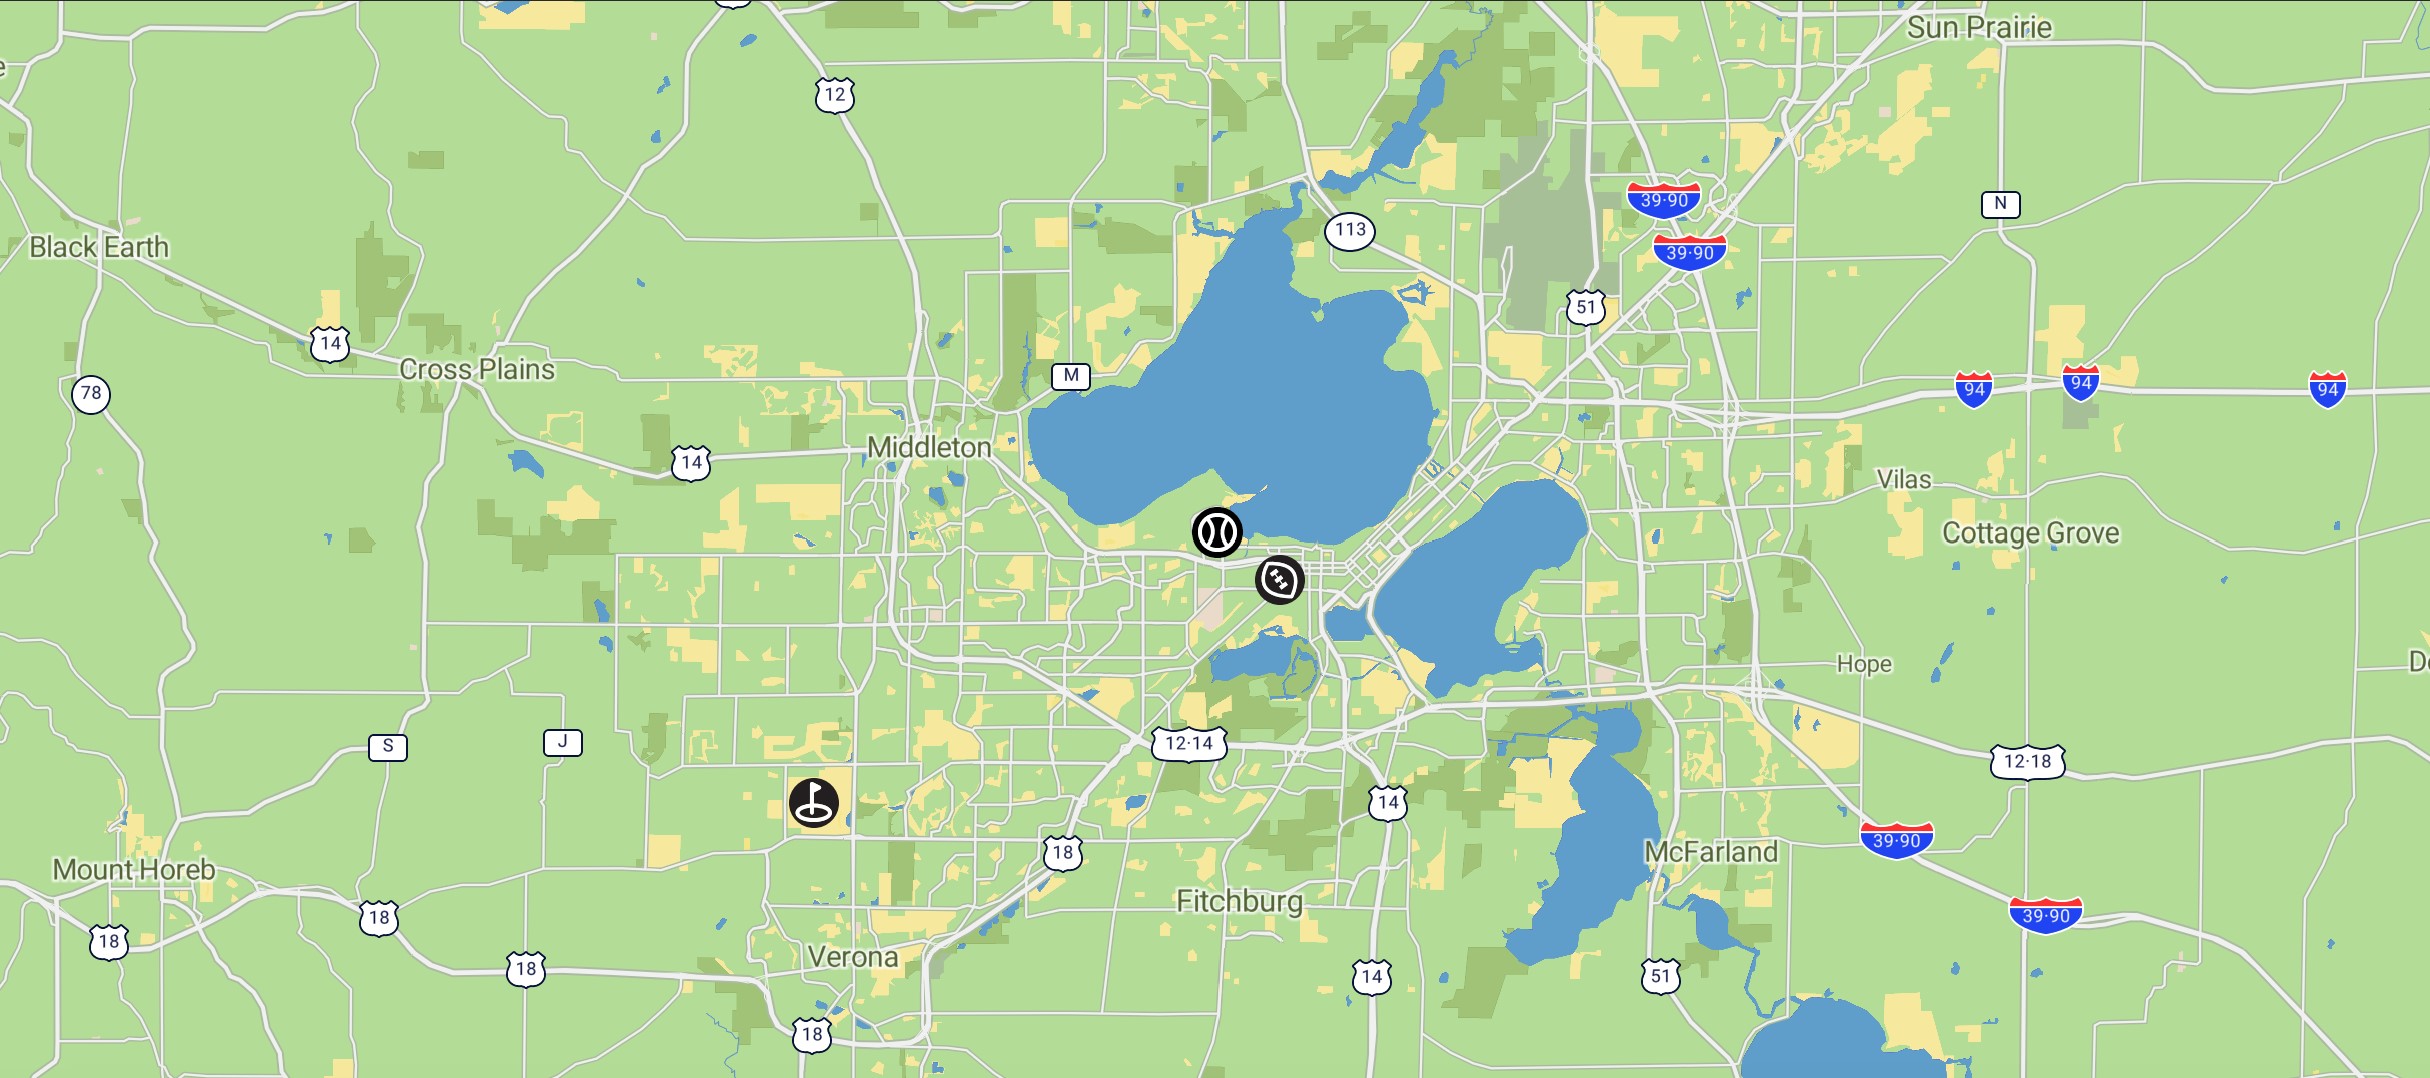 Sun Prairie
12
39·90
113
N
39·90
Black Earth
51
14
Cross Plains
M
94
94
94
78
Middleton
14
Vilas
Cottage Grove
Hope
S
J
12·14
12·18
14
39·90
18
McFarland
Mount Horeb
Fitchburg
18
39·90
18
Verona
18
14
51
18